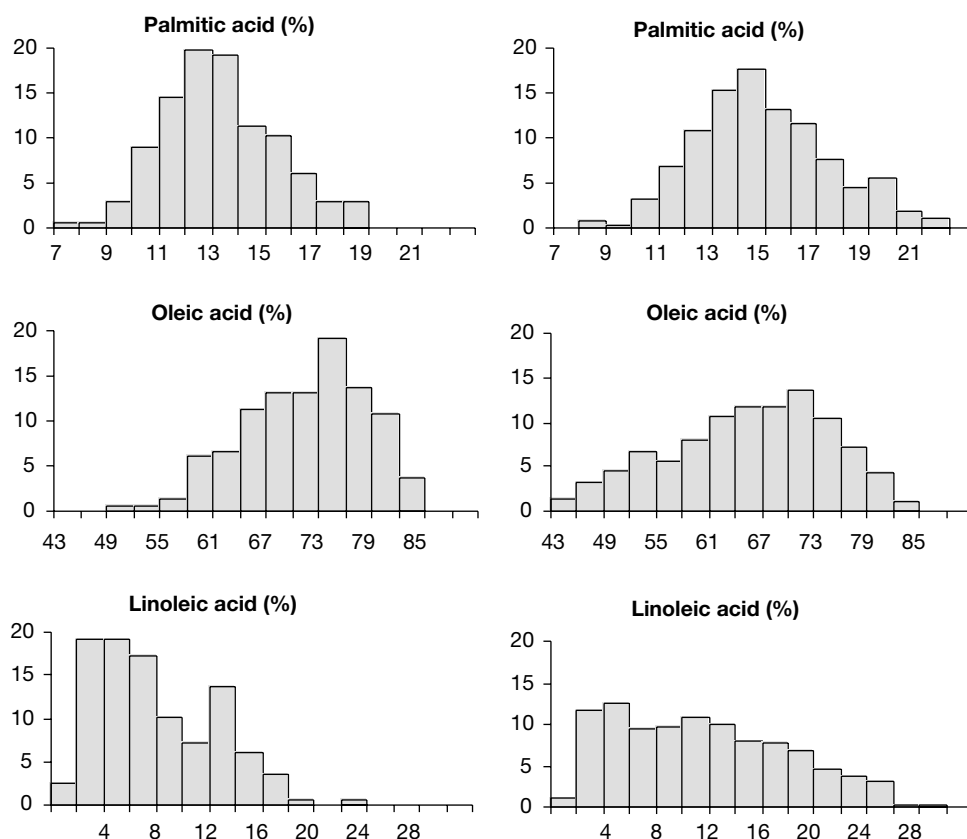 Palmitic acid (%)
20
15
10
5
0
7 9 11 13 15 17 19 21
Palmitic acid (%)
20
15
10
5
0
7 11 13 15 19 21
Oleic acid (%)
20
15
10
5
0
43 49 55 61 67 73 79 85
Oleic acid (%)
20
15
10
5
0
43 49 55 61 67 73 79 85
Linoleic acid (%)
20
15
10
5
0
4 8 12 16 20 24 28
Linoleic acid (%)
20
15
10
5
0
4 8 12 16 20 24 28